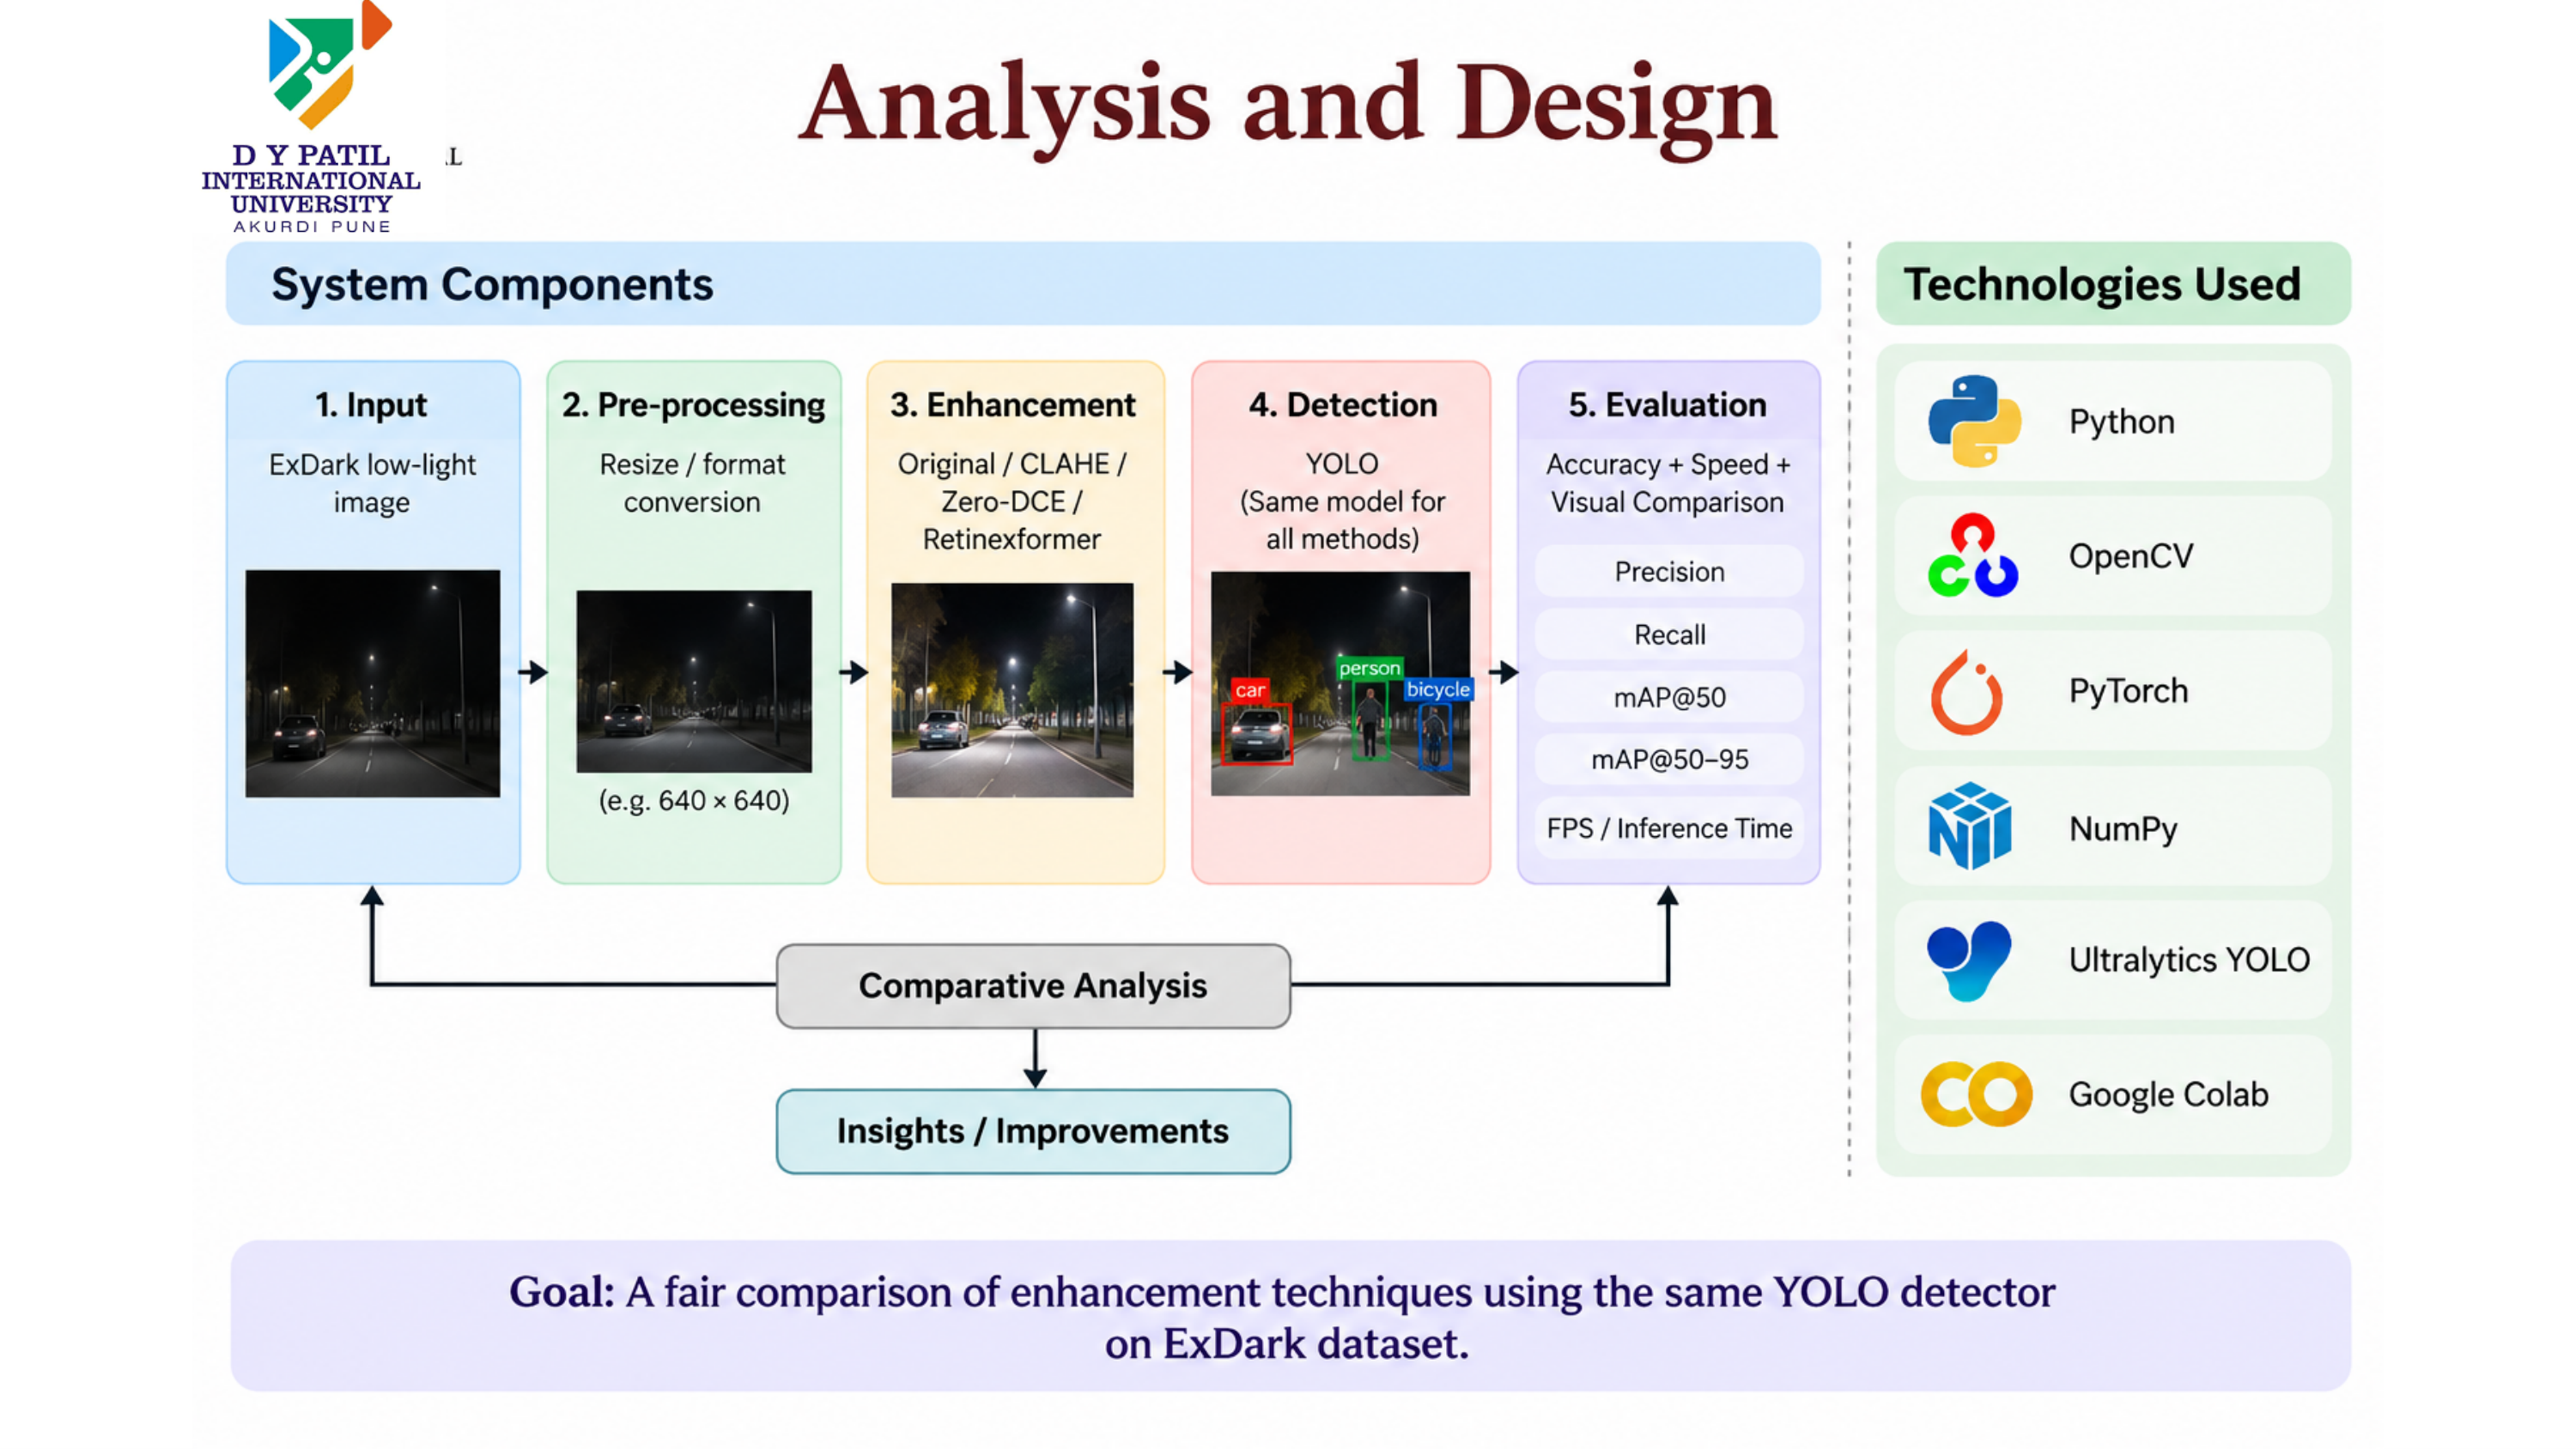 D Y PATIL
INTERNATIONAL
UNIVERSITY
AKURDI PUNE
L
Analysis and Design
System Components
1. Input
ExDark low-light
image
2. Pre-processing
Resize / format
conversion
(e.g. 640 × 640)
3. Enhancement
Original / CLAHE /
Zero-DCE /
Retinexformer
4. Detection
YOLO
(Same model for
all methods)
car
person
bicycle
5. Evaluation
Accuracy + Speed +
Visual Comparison
Precision
Recall
mAP@50
mAP@50–95
FPS / Inference Time
Comparative Analysis
Insights / Improvements
Technologies Used
Python
OpenCV
PyTorch
NumPy
Ultralytics YOLO
Google Colab
Goal: A fair comparison of enhancement techniques using the same YOLO detector
on ExDark dataset.